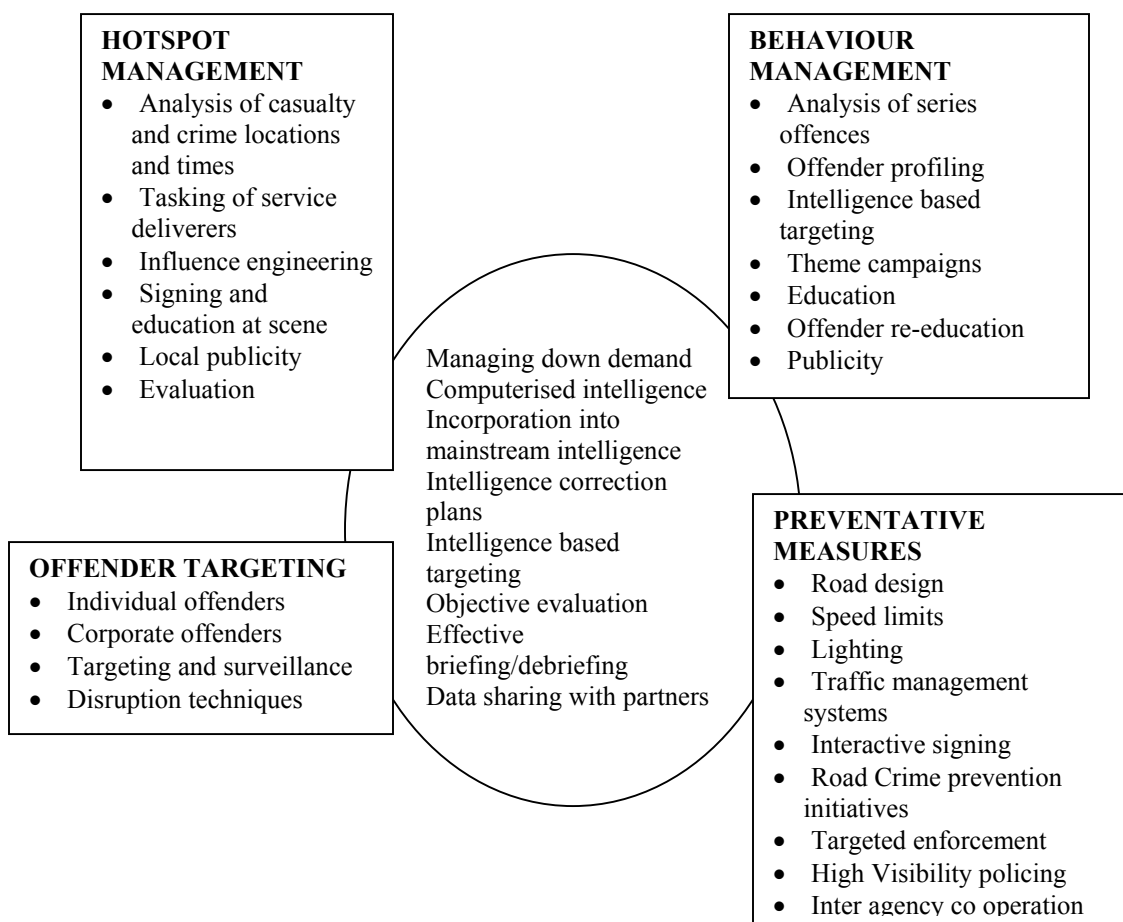 HOTSPOT
MANAGEMENT
• Analysis of casualty
and crime locations
and times
• Tasking of service
deliverers
• Influence engineering
• Signing and
education at scene
• Local publicity
• Evaluation
BEHAVIOUR
MANAGEMENT
• Analysis of series
offences
• Offender profiling
• Intelligence based
targeting
• Theme campaigns
• Education
• Offender re-education
• Publicity
Managing down demand
Computerised intelligence
Incorporation into
mainstream intelligence
Intelligence correction
plans
Intelligence based
targeting
Objective evaluation
Effective
briefing/debriefing
Data sharing with partners
OFFENDER TARGETING
• Individual offenders
• Corporate offenders
• Targeting and surveillance
• Disruption techniques
PREVENTATIVE
MEASURES
• Road design
• Speed limits
• Lighting
• Traffic management
systems
• Interactive signing
• Road Crime prevention
initiatives
• Targeted enforcement
• High Visibility policing
• Inter agency co operation